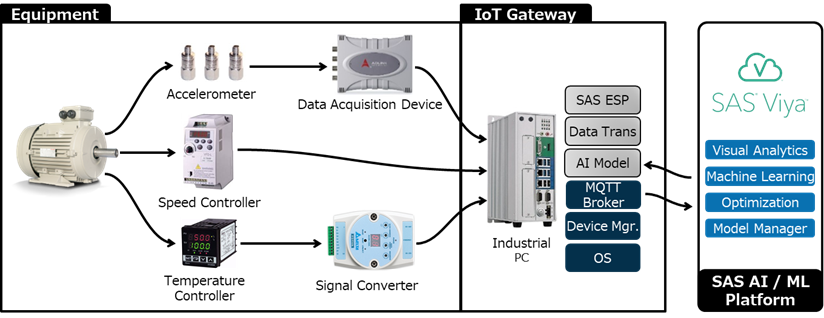 Equipment
IoT Gateway
Accelerometer
Data Acquisition Device
Speed Controller
Temperature
Controller
Signal Converter
Industrial
PC
SAS ESP
Data Trans
AI Model
MQTT
Broker
Device Mgr.
OS
SAS® Viya
Visual Analytics
Machine Learning
Optimization
Model Manager
SAS AI / ML
Platform